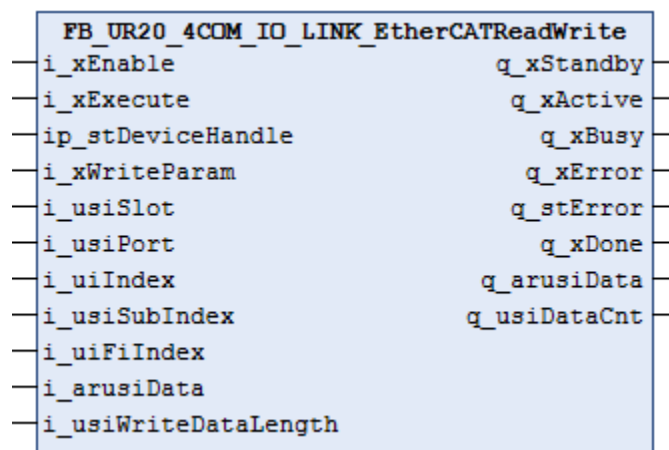 FB_UR20_4COM_IO_LINK_EtherCATReadWrite
i_xEnable q_xStandby
i_xExecute q_xActive
ip_stDeviceHandle q_xBusy
i_xWriteParam q_xError
i_usiSlot q_stError
i_usiPort q_xDone
i_uiIndex q_arusiData
i_usiSubIndex q_usiDataCnt
i_uiFiIndex
i_arusiData
i_usiWriteDataLength